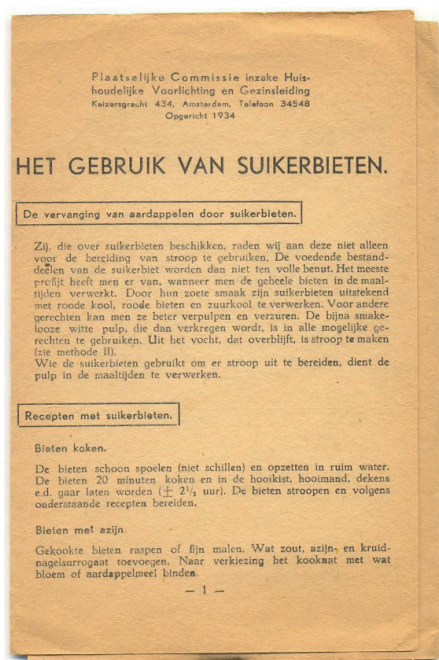 Plaatselijke Commissie inzake Huis-
houdelijke Voorlichting en Gezinsleiding
Keizersgracht 434, Amsterdam, Telefoon 34548
Opgericht 1934
HET GEBRUIK VAN SUIKERBIETEN.
De vervanging van aardappelen door suikerbieten.
Zij, die over suikerbieten beschikken, raden wij aan deze niet alleen
voor de bereiding van stroop te gebruiken. De voedende bestand-
deelen van de suikerbiet worden dan niet ten volle benut. Het meeste
profijt heeft men er van, wanneer men de geheele bieten in de maal-
tijden verwerkt. Door hun zoete smaak zijn suikerbieten uitstekend
met roode kool, roode bieten en zuurkool te verwerken. Voor andere
gerechten kan men ze beter verpulpen en verzuren. De bijna smake-
looze witte pulp, die dan verkregen wordt, is in alle mogelijke ge-
rechten te gebruiken. Uit het vocht, dat overblijft, is stroop te maken
(zie methode II).
Wie de suikerbieten gebruikt om er stroop uit te bereiden, dient de
pulp in de maaltijden te verwerken.
Recepten met suikerbieten.
Bieten koken.
De bieten schoon spoelen (niet schillen) en opzetten in ruim water.
De bieten 20 minuten koken en in de hooikist, hooimand, dekens
e.d. gaar laten worden (± 2½ uur). De bieten stroopen en volgens
onderstaande recepten bereiden.
Bieten met azijn.
Gekookte bieten raspen of fijn malen. Wat zout, azijn- en kruid-
nagelsurrogaat toevoegen. Naar verkiezing het kooknat met wat
bloem of aardappelmeel binden.
— 1 —